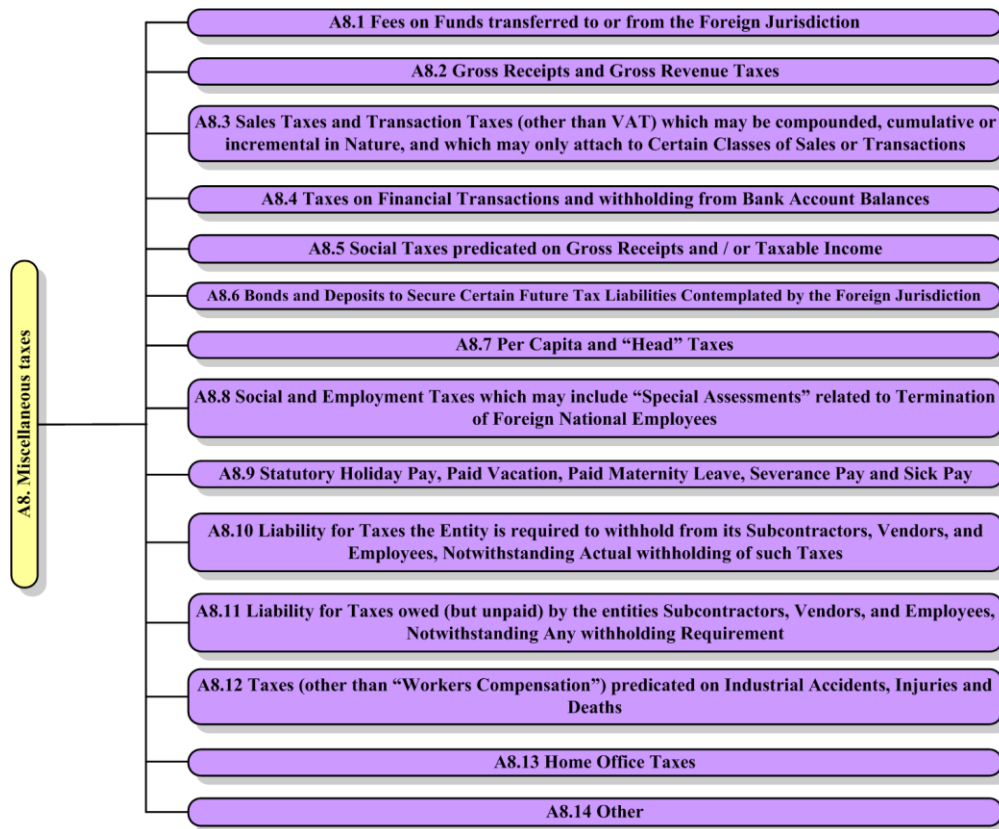 A8. Miscellaneous taxes
A8.1 Fees on Funds transferred to or from the Foreign Jurisdiction
A8.2 Gross Receipts and Gross Revenue Taxes
A8.3 Sales Taxes and Transaction Taxes (other than VAT) which may be compounded, cumulative or
incremental in Nature, and which may only attach to Certain Classes of Sales or Transactions
A8.4 Taxes on Financial Transactions and withholding from Bank Account Balances
A8.5 Social Taxes predicated on Gross Receipts and / or Taxable Income
A8.6 Bonds and Deposits to Secure Certain Future Tax Liabilities Contemplated by the Foreign Jurisdiction
A8.7 Per Capita and “Head” Taxes
A8.8 Social and Employment Taxes which may include “Special Assessments” related to Termination
of Foreign National Employees
A8.9 Statutory Holiday Pay, Paid Vacation, Paid Maternity Leave, Severance Pay and Sick Pay
A8.10 Liability for Taxes the Entity is required to withhold from its Subcontractors, Vendors, and
Employees, Notwithstanding Actual withholding of such Taxes
A8.11 Liability for Taxes owed (but unpaid) by the entities Subcontractors, Vendors, and Employees,
Notwithstanding Any withholding Requirement
A8.12 Taxes (other than “Workers Compensation”) predicated on Industrial Accidents, Injuries and
Deaths
A8.13 Home Office Taxes
A8.14 Other